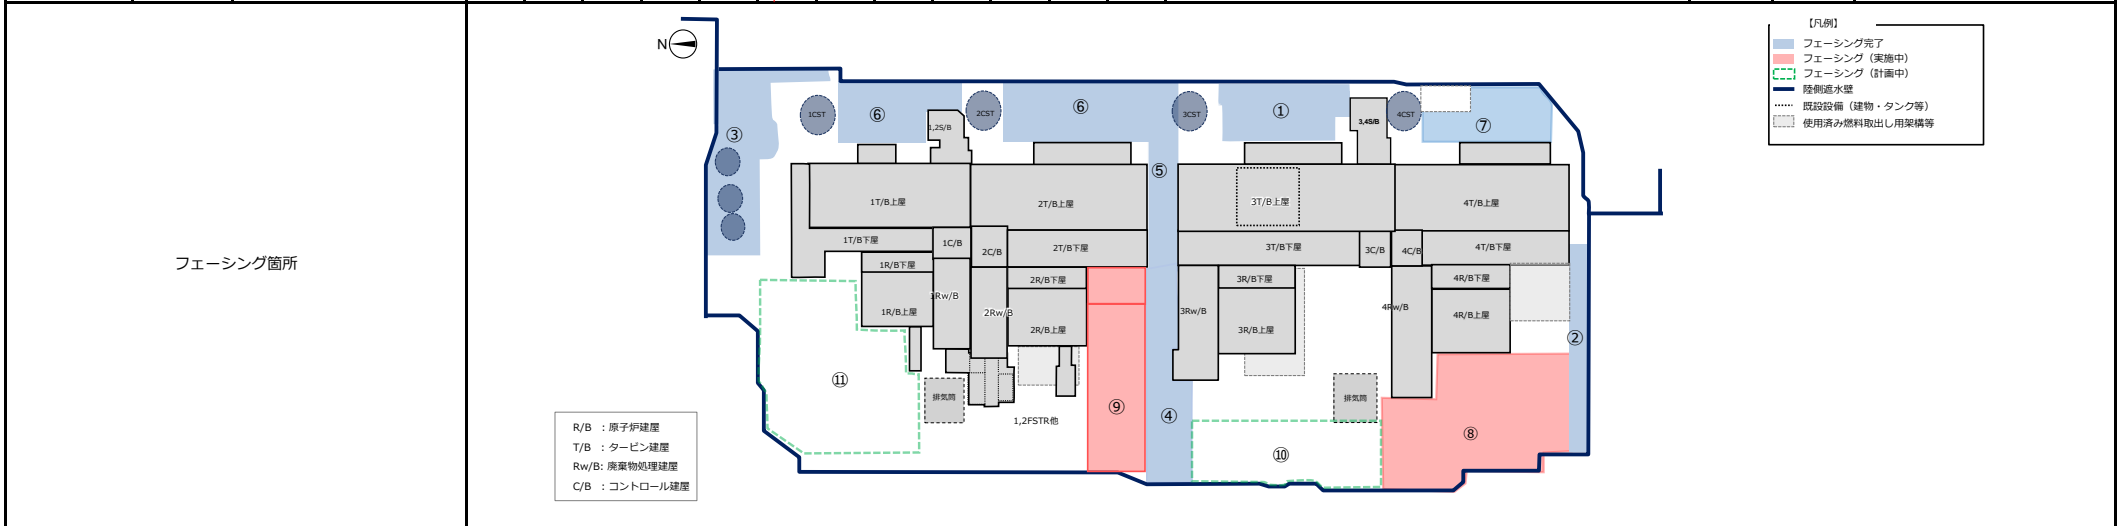 フェーシング箇所
N
【凡例】
フェーシング完了
フェーシング（実施中）
フェーシング（計画中）
陸側遮水壁
既設設備（建物・タンク等）
使用済み燃料取出し用架構等
③
1CST
⑥
1,2S/B
2CST
⑥
3CST
①
3,4S/B
4CST
⑦
⑤
1T/B上屋
2T/B上屋
3T/B上屋
4T/B上屋
1T/B下屋
1C/B
2C/B
2T/B下屋
3T/B下屋
3C/B
4C/B
4T/B下屋
1R/B下屋
2R/B下屋
3R/B下屋
4R/B下屋
1Rw/B
2Rw/B
3Rw/B
4Rw/B
1R/B上屋
2R/B上屋
3R/B上屋
4R/B上屋
②
⑪
排気筒
⑨
④
排気筒
1,2FSTR他
⑩
⑧
R/B ：原子炉建屋
T/B ：タービン建屋
Rw/B: 廃棄物処理建屋
C/B ：コントロール建屋